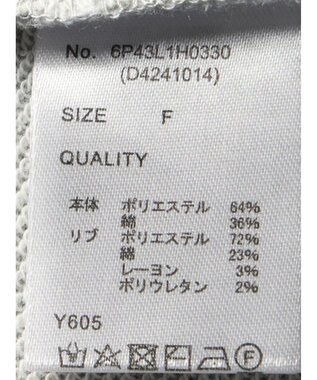 No. 6P43L1H0330
(D4241014)
SIZE F
QUALITY
本体 ポリエステル 64%
綿 36%
リブ ポリエステル 72%
綿 23%
レーヨン 3%
ポリウレタン 2%
Y605
F